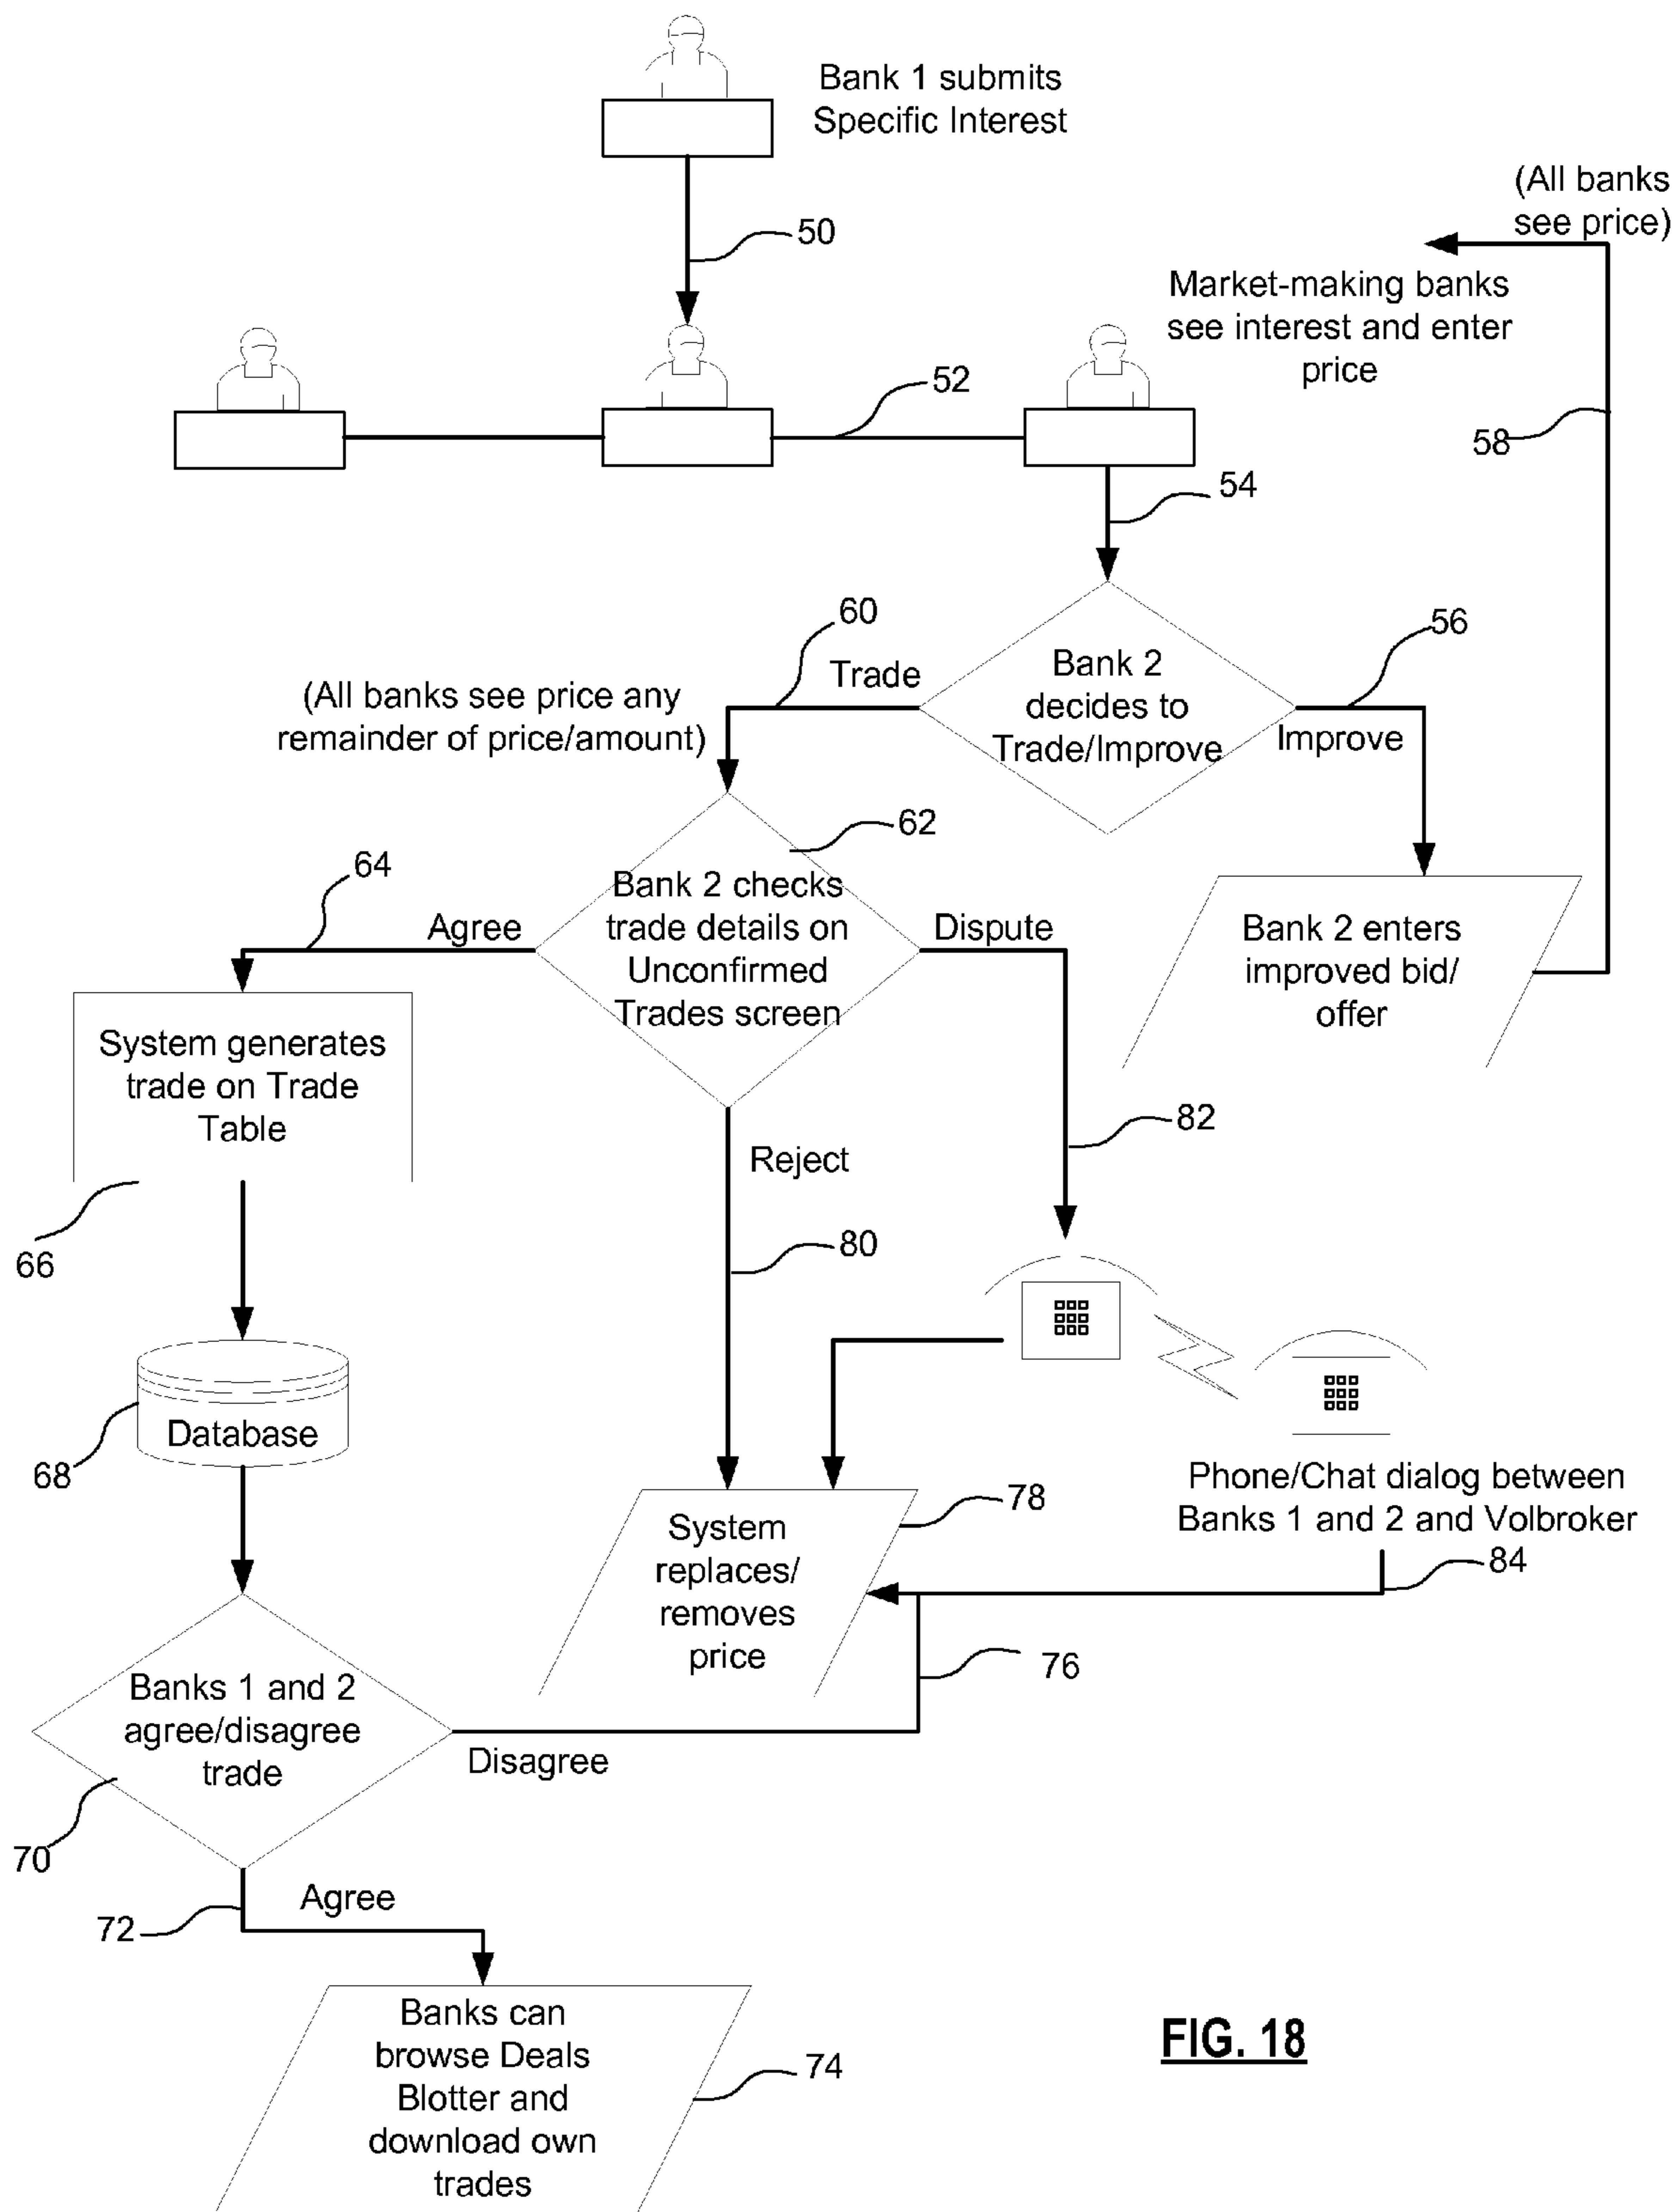 Bank 1 submits
Specific Interest
50
(All banks
see price)
Market-making banks
see interest and enter
price
52
58
54
60
56
Trade
Bank 2
decides to
Trade/Improve
Improve
(All banks see price any
remainder of price/amount)
62
64
Agree
Bank 2 checks
trade details on
Unconfirmed
Trades screen
Dispute
Bank 2 enters
improved bid/
offer
System generates
trade on Trade
Table
82
Reject
66
80
Database
68
Phone/Chat dialog between
Banks 1 and 2 and Volbroker
78
System
replaces/
removes
price
84
76
Banks 1 and 2
agree/disagree
trade
Disagree
70
Agree
72
Banks can
browse Deals
Blotter and
download own
trades
74
FIG. 18